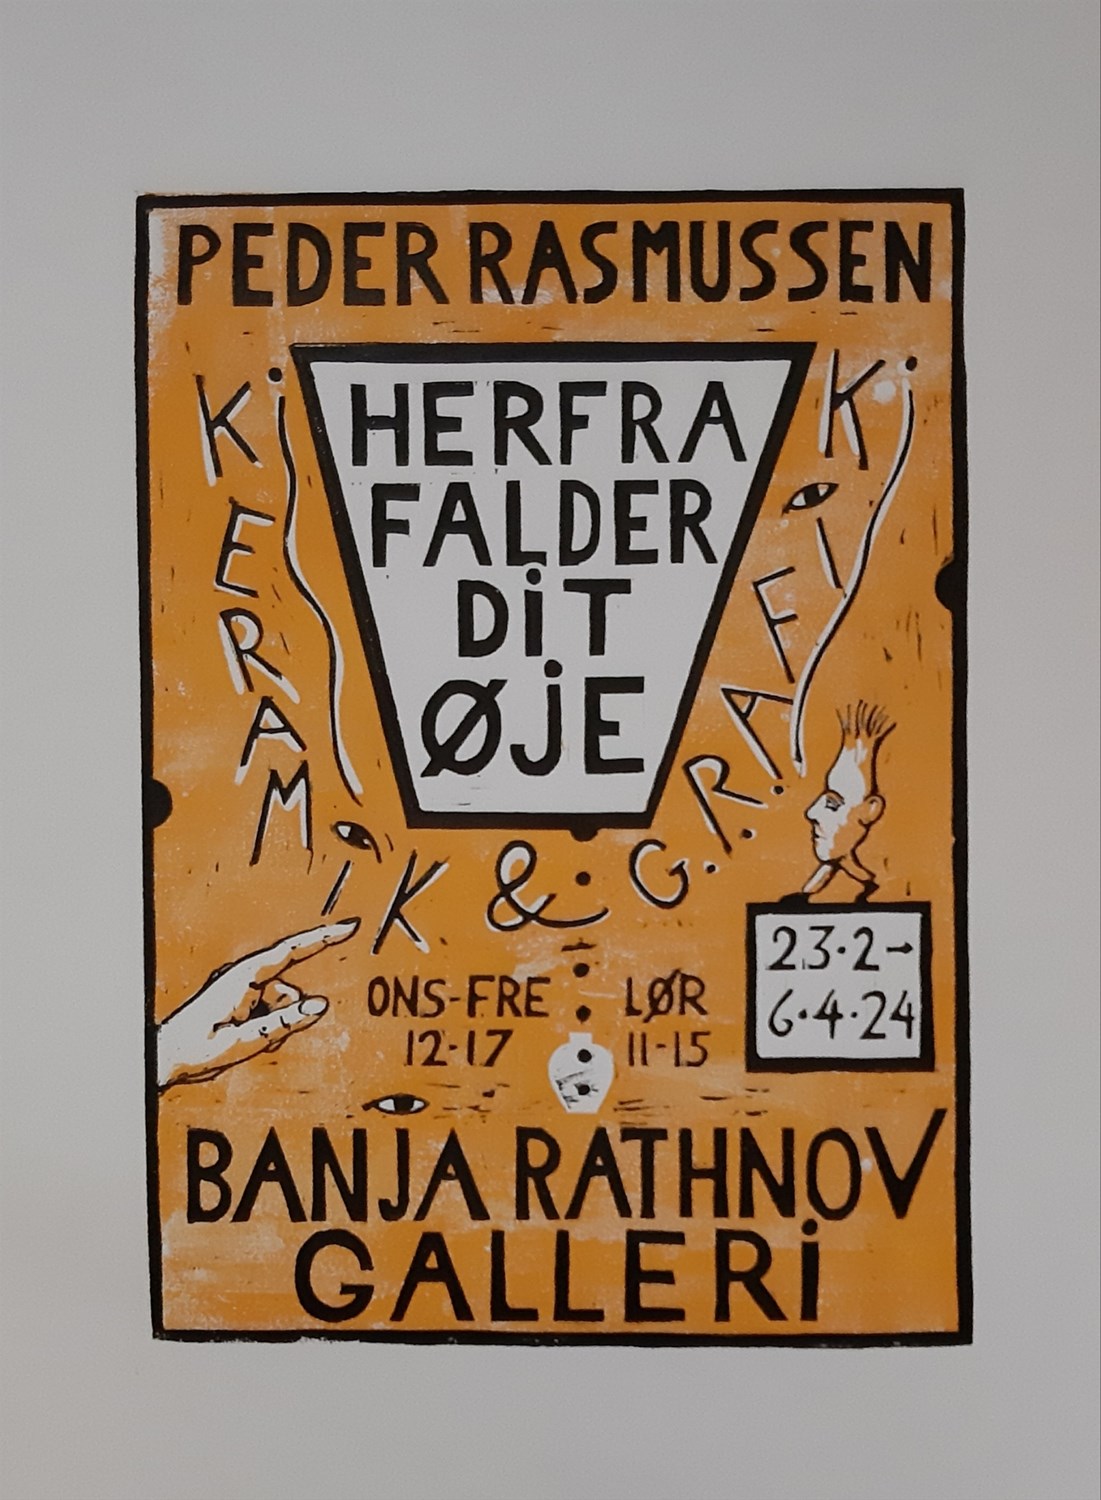 PEDER RASMUSSEN
HERFRA
FALDER
DiT
ØjE
KERAMiK & G.R.A.FiK
ONS-FRE
12-17
LØR
11-15
23·2→
6·4·24
BANJA RATHNOV
GALLERi